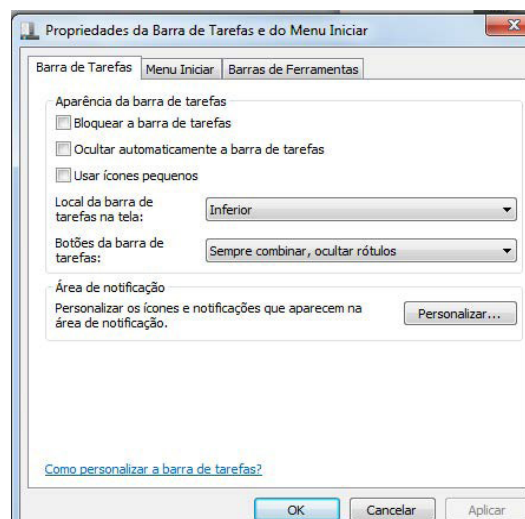 Propriedades da Barra de Tarefas e do Menu Iniciar
Barra de Tarefas Menu Iniciar Barras de Ferramentas
Aparência da barra de tarefas
Bloquear a barra de tarefas
Ocultar automaticamente a barra de tarefas
Usar ícones pequenos
Local da barra de
tarefas na tela:
Inferior
Botões da barra de
tarefas:
Sempre combinar, ocultar rótulos
Área de notificação
Personalizar os ícones e notificações que aparecem na
área de notificação.
Personalizar...
Como personalizar a barra de tarefas?
OK Cancelar Aplicar